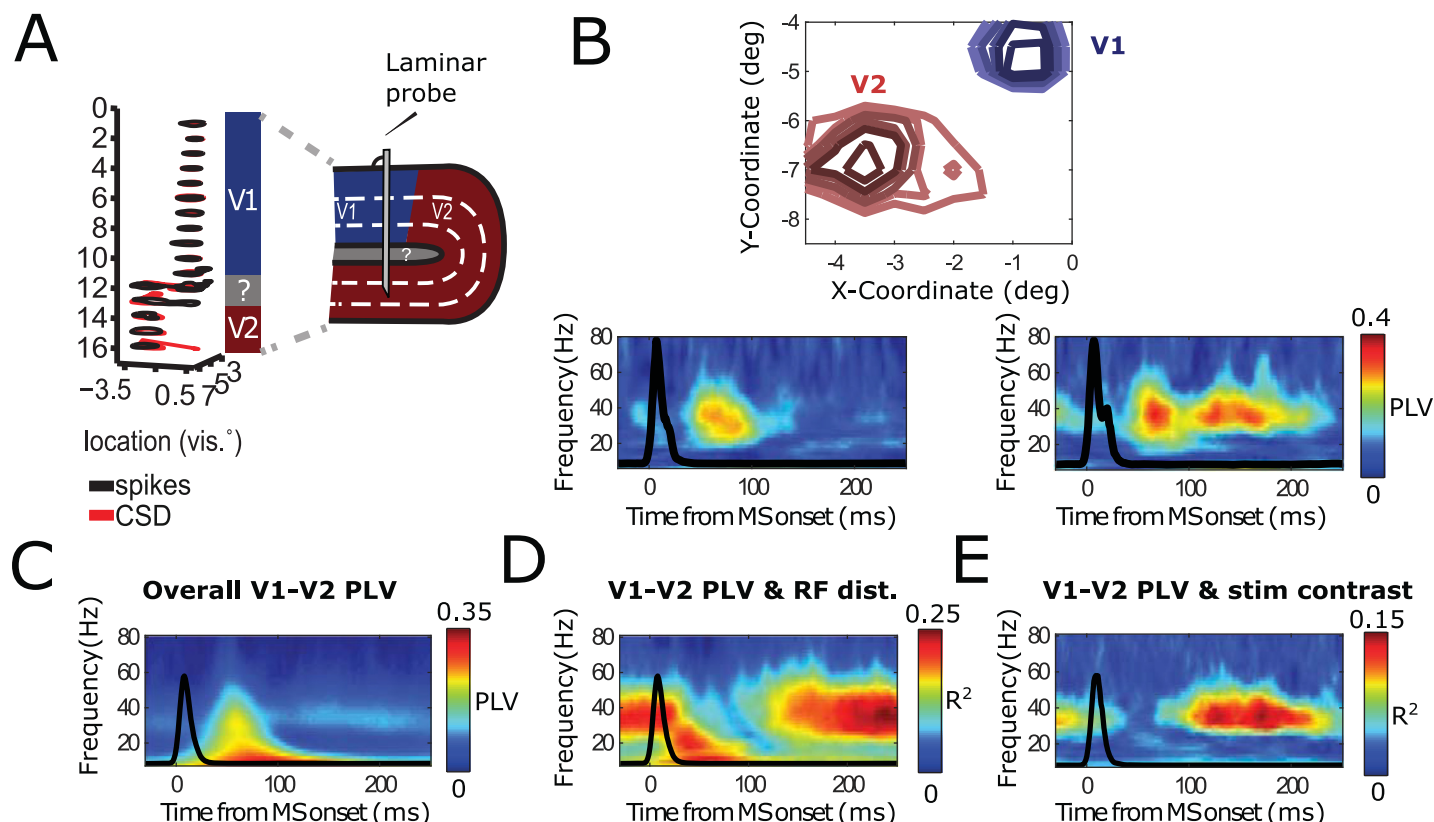 A
Laminar
probe
0
2
4
6
8
10
12
14
16
V1
?
V2
V1
V2
?
−3.5
0.5
7
5
3
location (vis.°)
spikes
CSD
B
V1
V2
Y-Coordinate (deg)
-4
-5
-6
-7
-8
-4
-3
-2
-1
0
X-Coordinate (deg)
Frequency(Hz)
80
60
40
20
0
100
200
Time from MS onset (ms)
Frequency(Hz)
80
60
40
20
0
100
200
Time from MS onset (ms)
0.4
PLV
0
C
Overall V1-V2 PLV
Frequency(Hz)
80
60
40
20
0
100
200
Time from MS onset (ms)
0.35
PLV
0
D
V1-V2 PLV & RF dist.
Frequency(Hz)
80
60
40
20
0
100
200
Time from MS onset (ms)
0.25
R²
0
E
V1-V2 PLV & stim contrast
Frequency(Hz)
80
60
40
20
0
100
200
Time from MS onset (ms)
0.15
R²
0